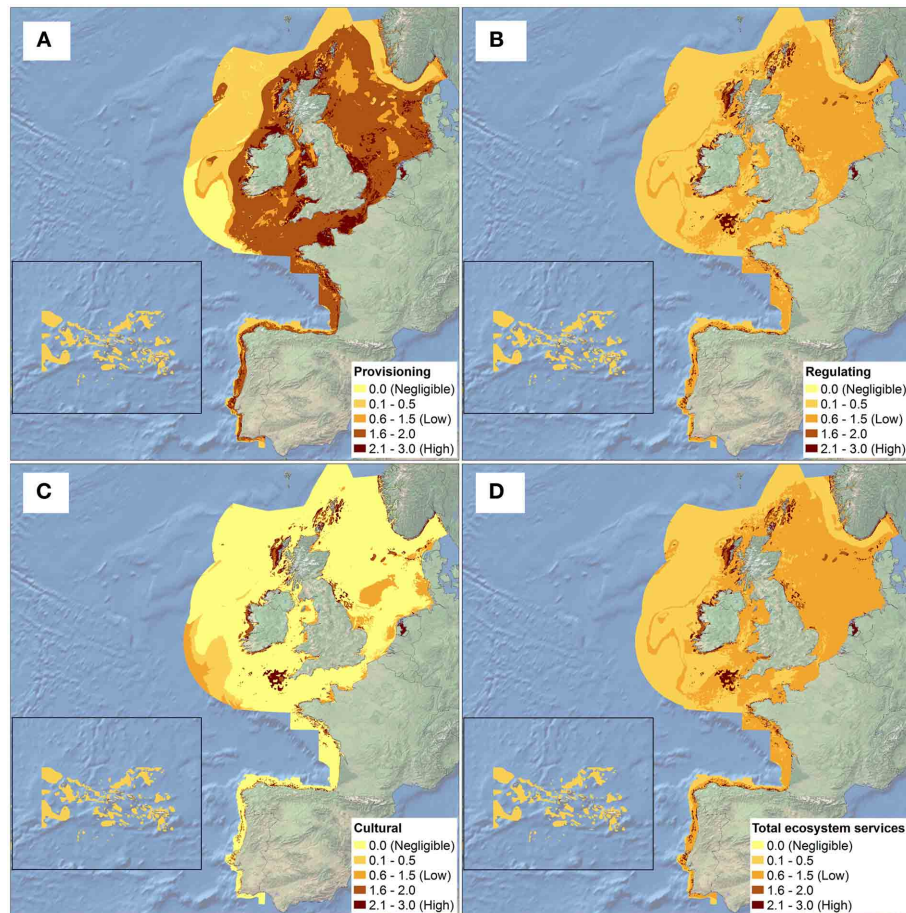 A
Provisioning
0.0 (Negligible)
0.1 - 0.5
0.6 - 1.5 (Low)
1.6 - 2.0
2.1 - 3.0 (High)
B
Regulating
0.0 (Negligible)
0.1 - 0.5
0.6 - 1.5 (Low)
1.6 - 2.0
2.1 - 3.0 (High)
C
Cultural
0.0 (Negligible)
0.1 - 0.5
0.6 - 1.5 (Low)
1.6 - 2.0
2.1 - 3.0 (High)
D
Total ecosystem services
0.0 (Negligible)
0.1 - 0.5
0.6 - 1.5 (Low)
1.6 - 2.0
2.1 - 3.0 (High)